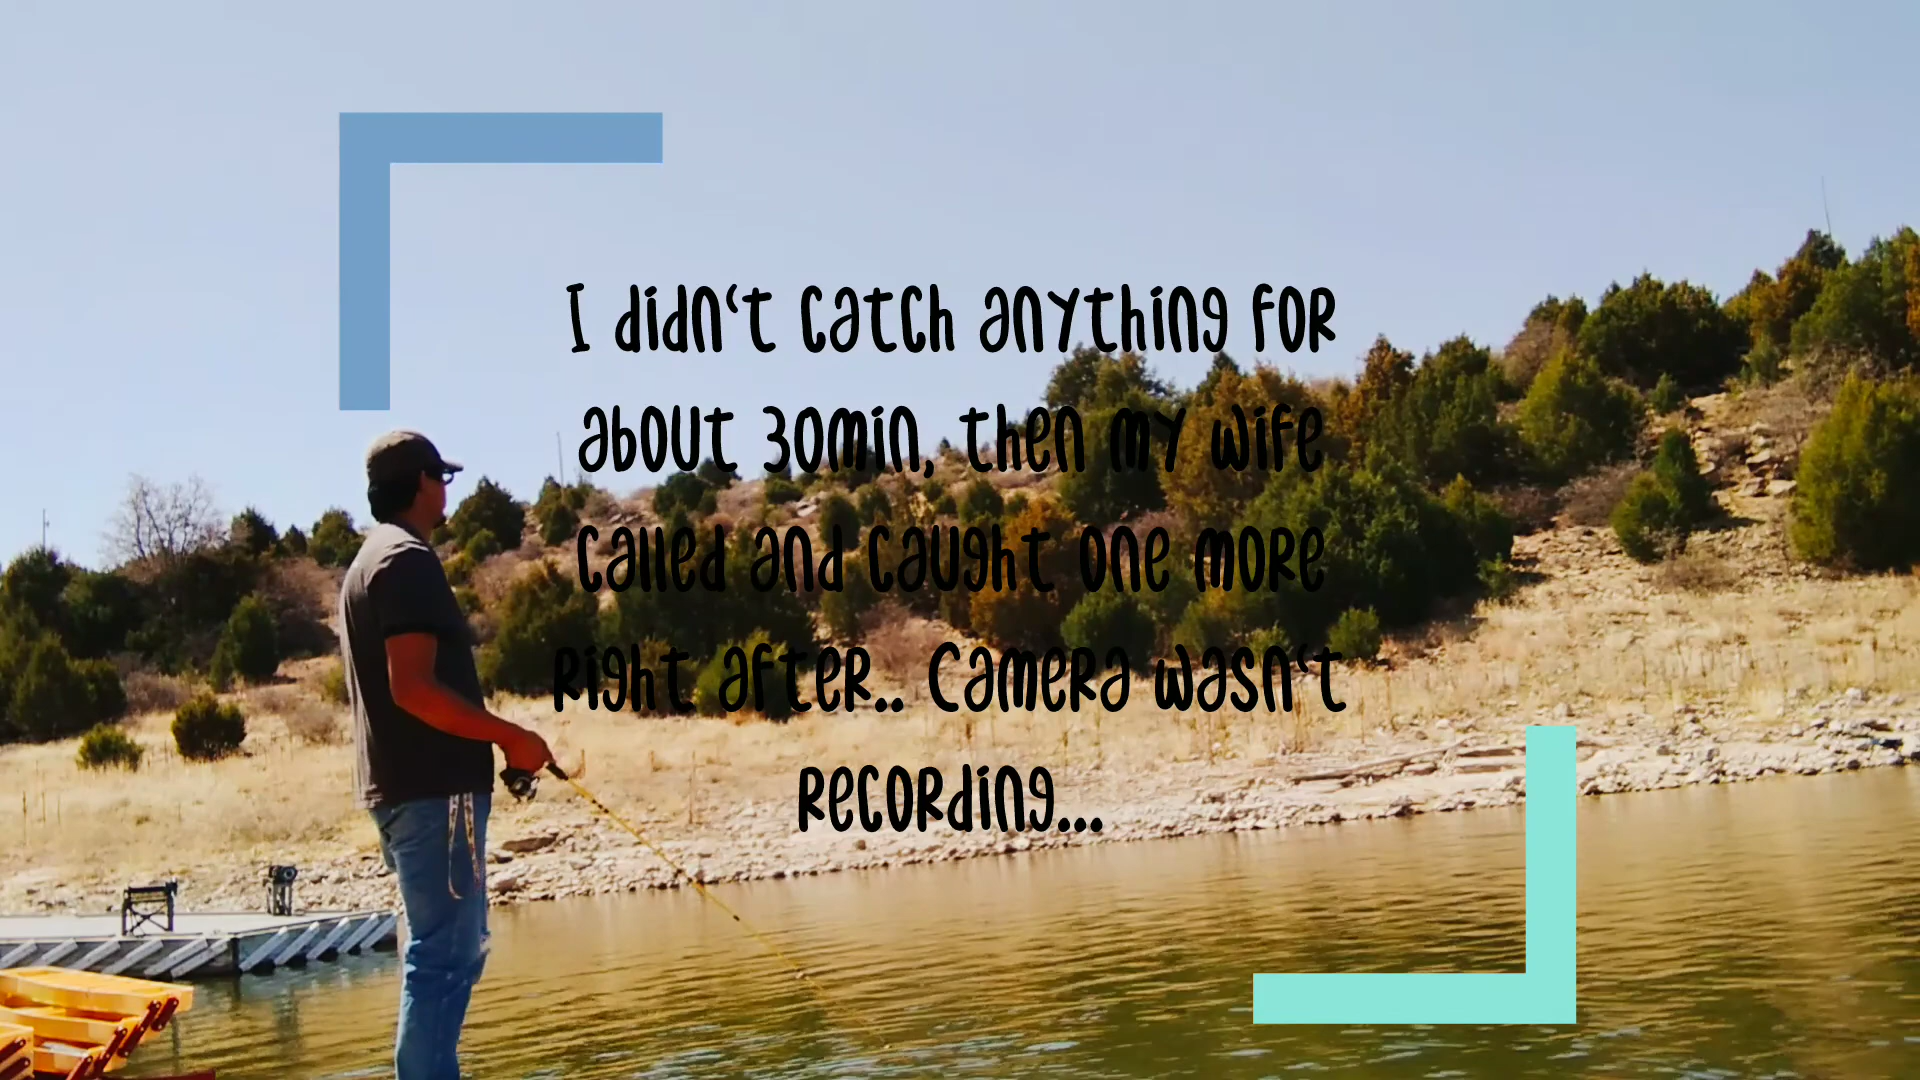 I didn't catch anything for
about 30min, then my wife
called and caught one more
right after.. Camera wasn't
recording...